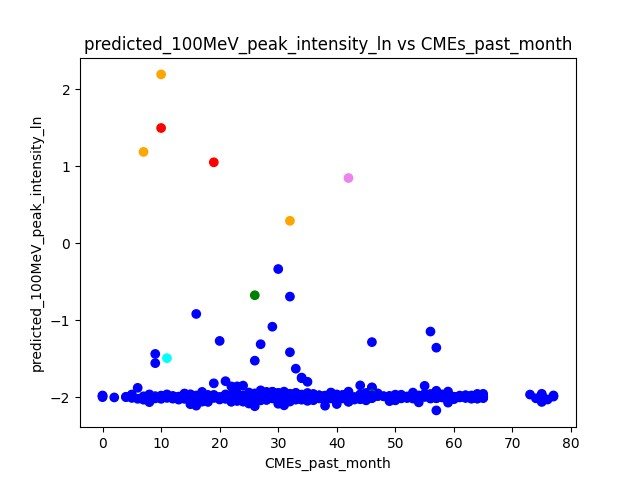 predicted_100MeV_peak_intensity_ln vs CMEs_past_month
predicted_100MeV_peak_intensity_ln
2
1
0
−1
−2
0 10 20 30 40 50 60 70 80
CMEs_past_month